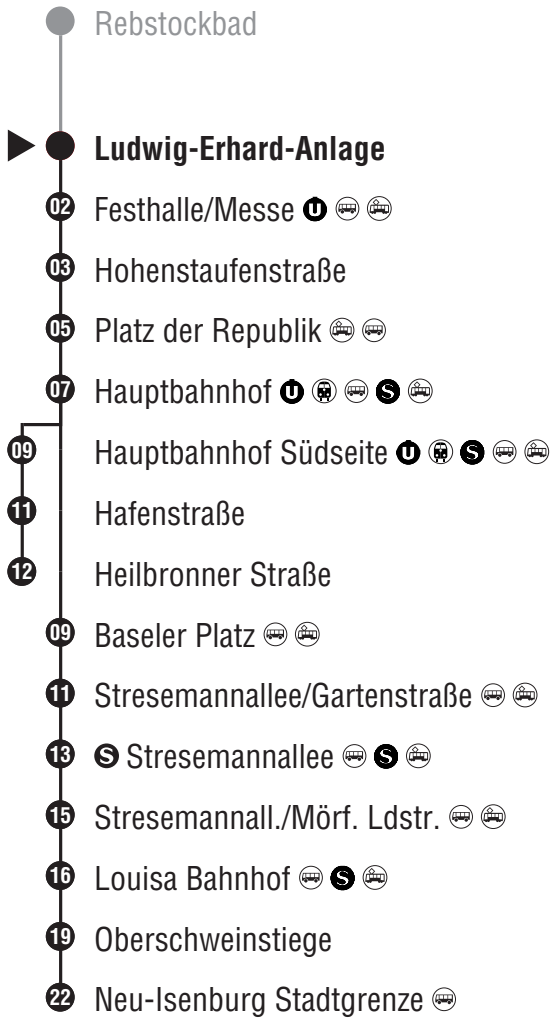 Rebstockbad
Ludwig-Erhard-Anlage
02 Festhalle/Messe U
03 Hohenstaufenstraße
05 Platz der Republik
07 Hauptbahnhof U S
09 Hauptbahnhof Südseite U S
11 Hafenstraße
12 Heilbronner Straße
09 Baseler Platz
11 Stresemannallee/Gartenstraße
13 S Stresemannallee S
15 Stresemannall./Mörf. Ldstr.
16 Louisa Bahnhof S
19 Oberschweinstiege
22 Neu-Isenburg Stadtgrenze